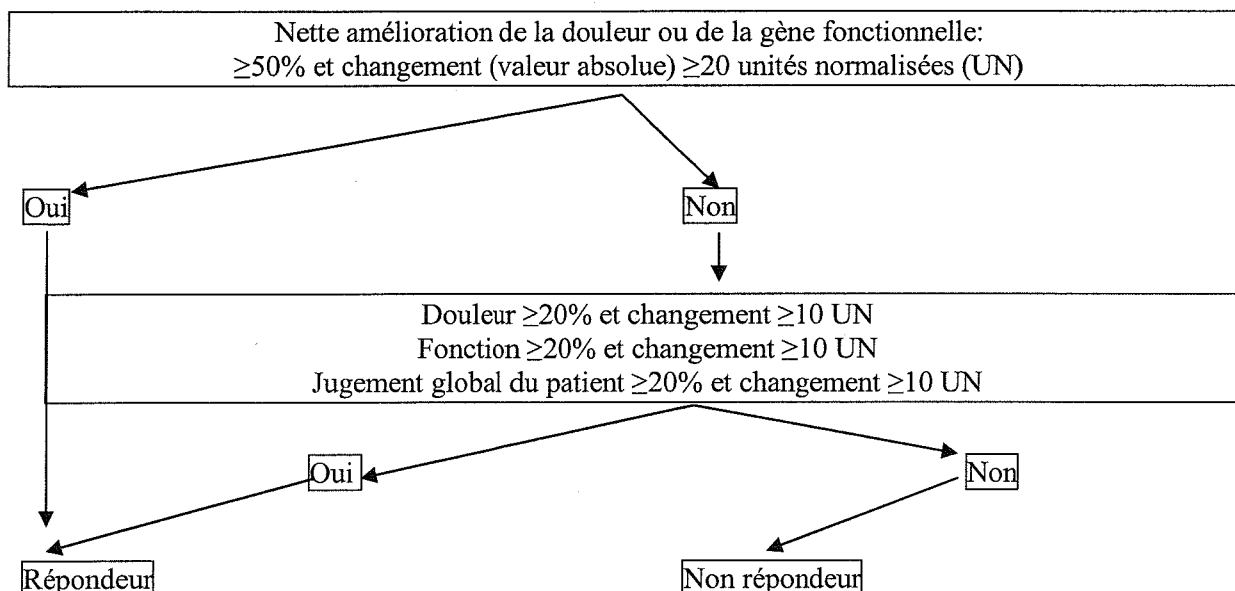 Nette amélioration de la douleur ou de la gène fonctionnelle:
≥50% et changement (valeur absolue) ≥20 unités normalisées (UN)
Oui
Non
Douleur ≥20% et changement ≥10 UN
Fonction ≥20% et changement ≥10 UN
Jugement global du patient ≥20% et changement ≥10 UN
Oui
Non
Répondeur
Non répondeur